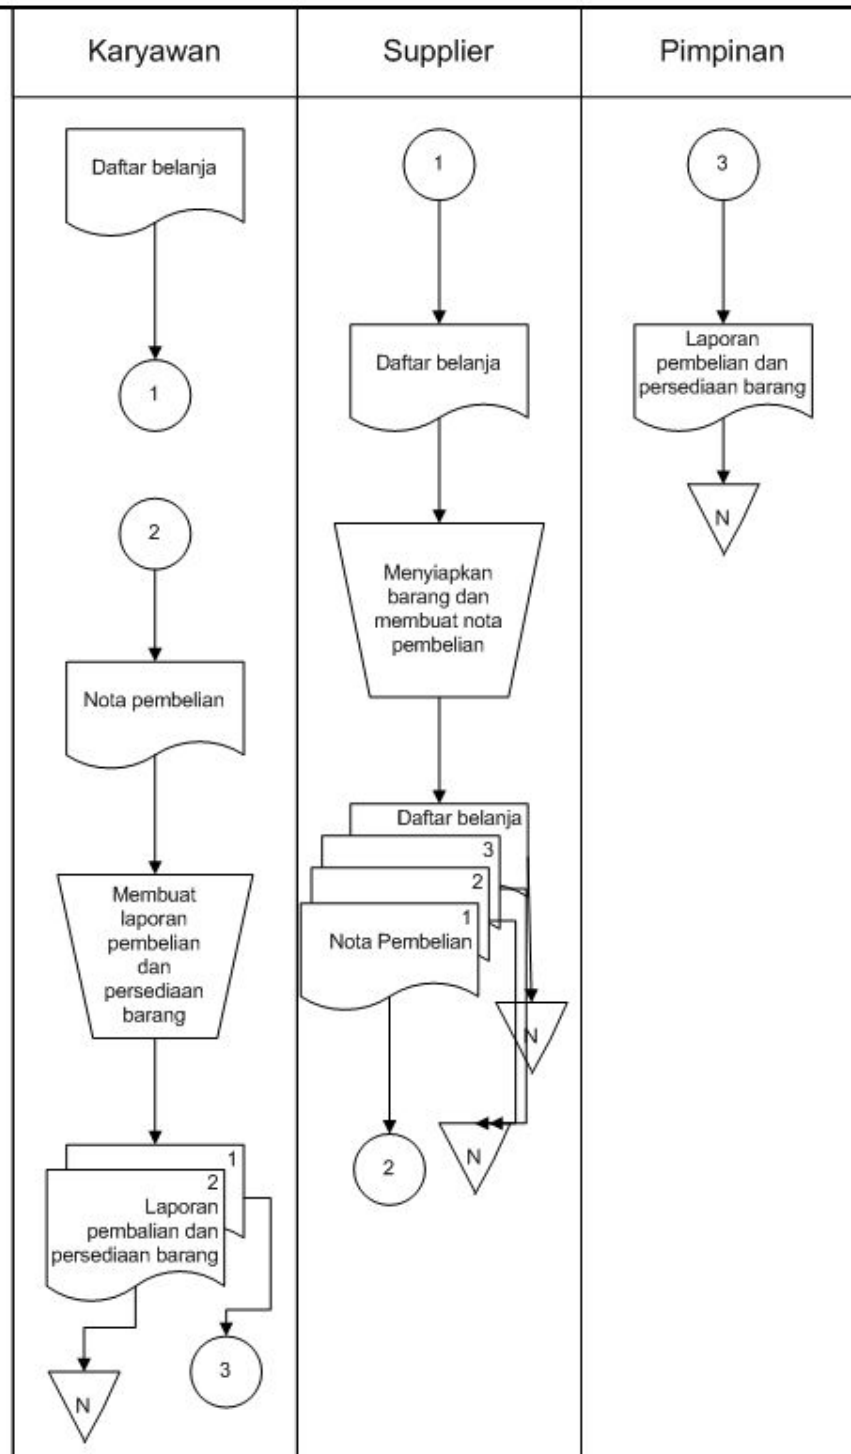 Karyawan
Supplier
Pimpinan
Daftar belanja
1
2
Nota pembelian
Membuat
laporan
pembelian
dan
persediaan
barang
1
2
Laporan
pembalian dan
persediaan barang
N
3
1
Daftar belanja
Menyiapkan
barang dan
membuat nota
pembelian
Daftar belanja
3
2
1
Nota Pembelian
N
2
N
3
Laporan
pembelian dan
persediaan barang
N